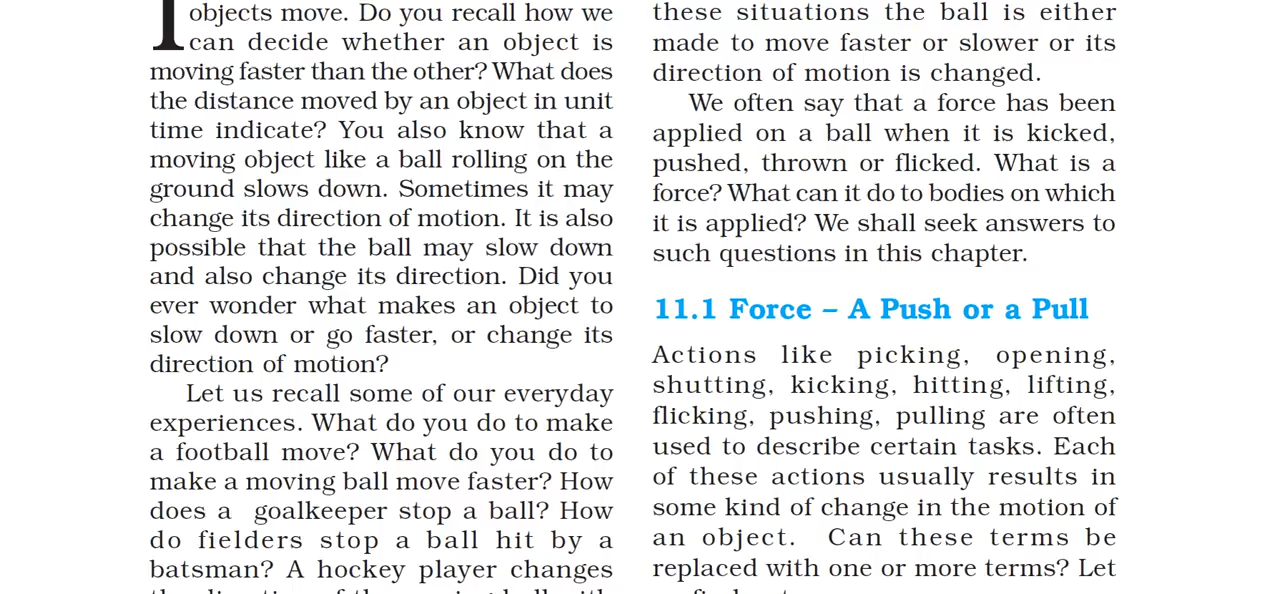 objects move. Do you recall how we
can decide whether an object is
moving faster than the other? What does
the distance moved by an object in unit
time indicate? You also know that a
moving object like a ball rolling on the
ground slows down. Sometimes it may
change its direction of motion. It is also
possible that the ball may slow down
and also change its direction. Did you
ever wonder what makes an object to
slow down or go faster, or change its
direction of motion?
Let us recall some of our everyday
experiences. What do you do to make
a football move? What do you do to
make a moving ball move faster? How
does a goalkeeper stop a ball? How
do fielders stop a ball hit by a
batsman? A hockey player changes
these situations the ball is either
made to move faster or slower or its
direction of motion is changed.
We often say that a force has been
applied on a ball when it is kicked,
pushed, thrown or flicked. What is a
force? What can it do to bodies on which
it is applied? We shall seek answers to
such questions in this chapter.
11.1 Force – A Push or a Pull
Actions like picking, opening,
shutting, kicking, hitting, lifting,
flicking, pushing, pulling are often
used to describe certain tasks. Each
of these actions usually results in
some kind of change in the motion of
an object. Can these terms be
replaced with one or more terms? Let